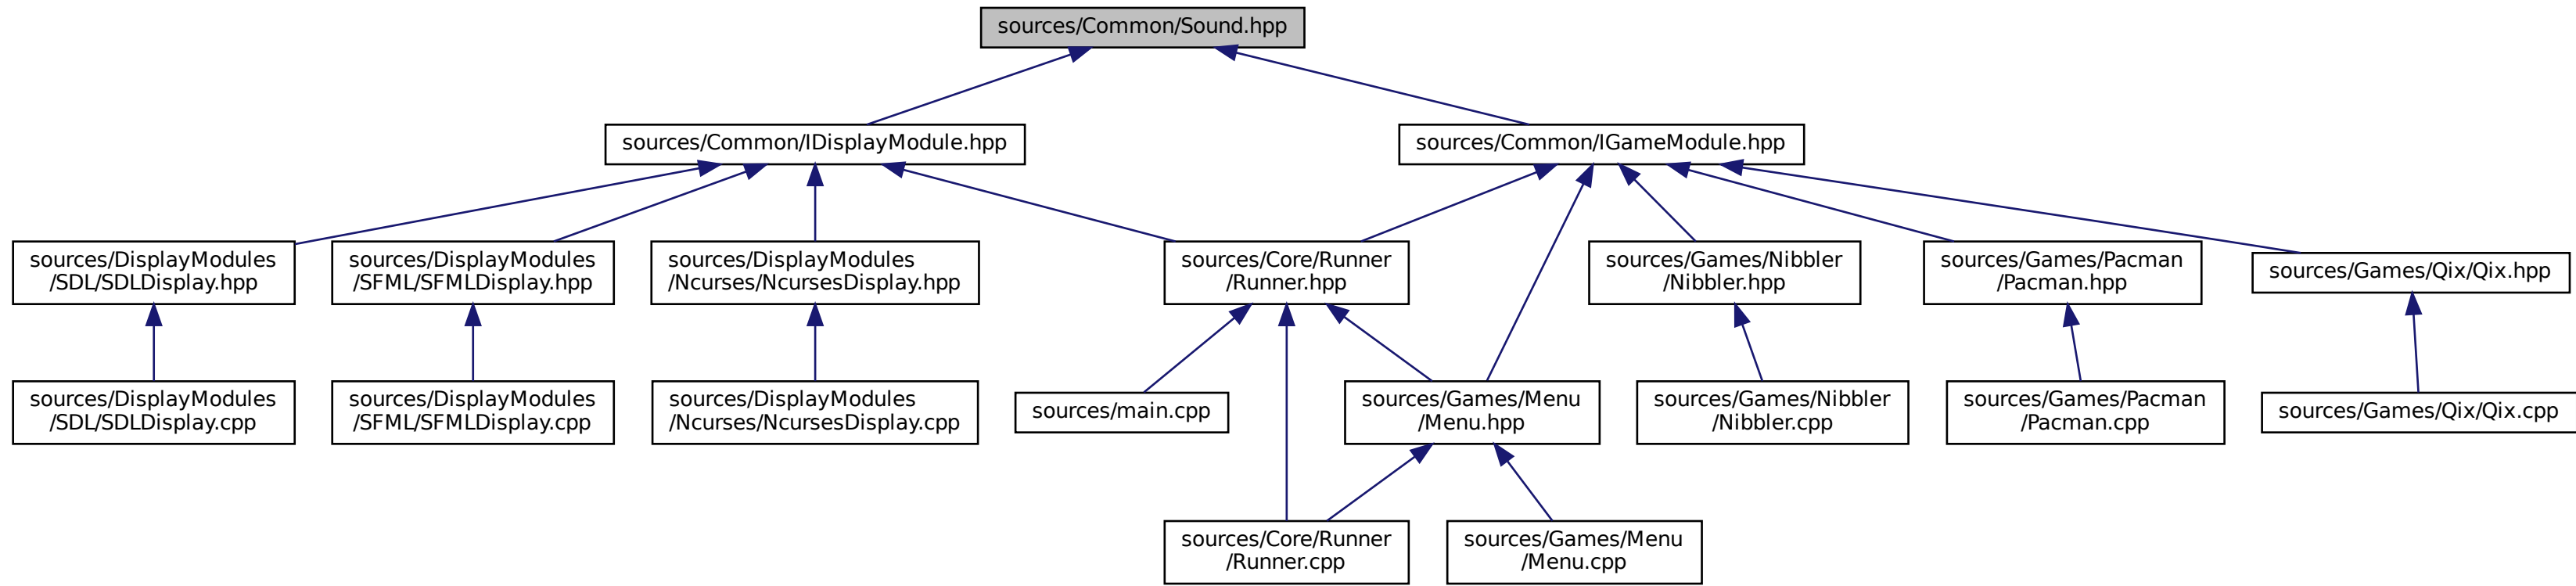 sources/Common/Sound.hpp
sources/Common/IDisplayModule.hpp
sources/Common/IGameModule.hpp
sources/DisplayModules
/SDL/SDLDisplay.hpp
sources/DisplayModules
/SFML/SFMLDisplay.hpp
sources/DisplayModules
/Ncurses/NcursesDisplay.hpp
sources/Core/Runner
/Runner.hpp
sources/Games/Nibbler
/Nibbler.hpp
sources/Games/Pacman
/Pacman.hpp
sources/Games/Qix/Qix.hpp
sources/DisplayModules
/SDL/SDLDisplay.cpp
sources/DisplayModules
/SFML/SFMLDisplay.cpp
sources/DisplayModules
/Ncurses/NcursesDisplay.cpp
sources/main.cpp
sources/Games/Menu
/Menu.hpp
sources/Games/Nibbler
/Nibbler.cpp
sources/Games/Pacman
/Pacman.cpp
sources/Games/Qix/Qix.cpp
sources/Core/Runner
/Runner.cpp
sources/Games/Menu
/Menu.cpp